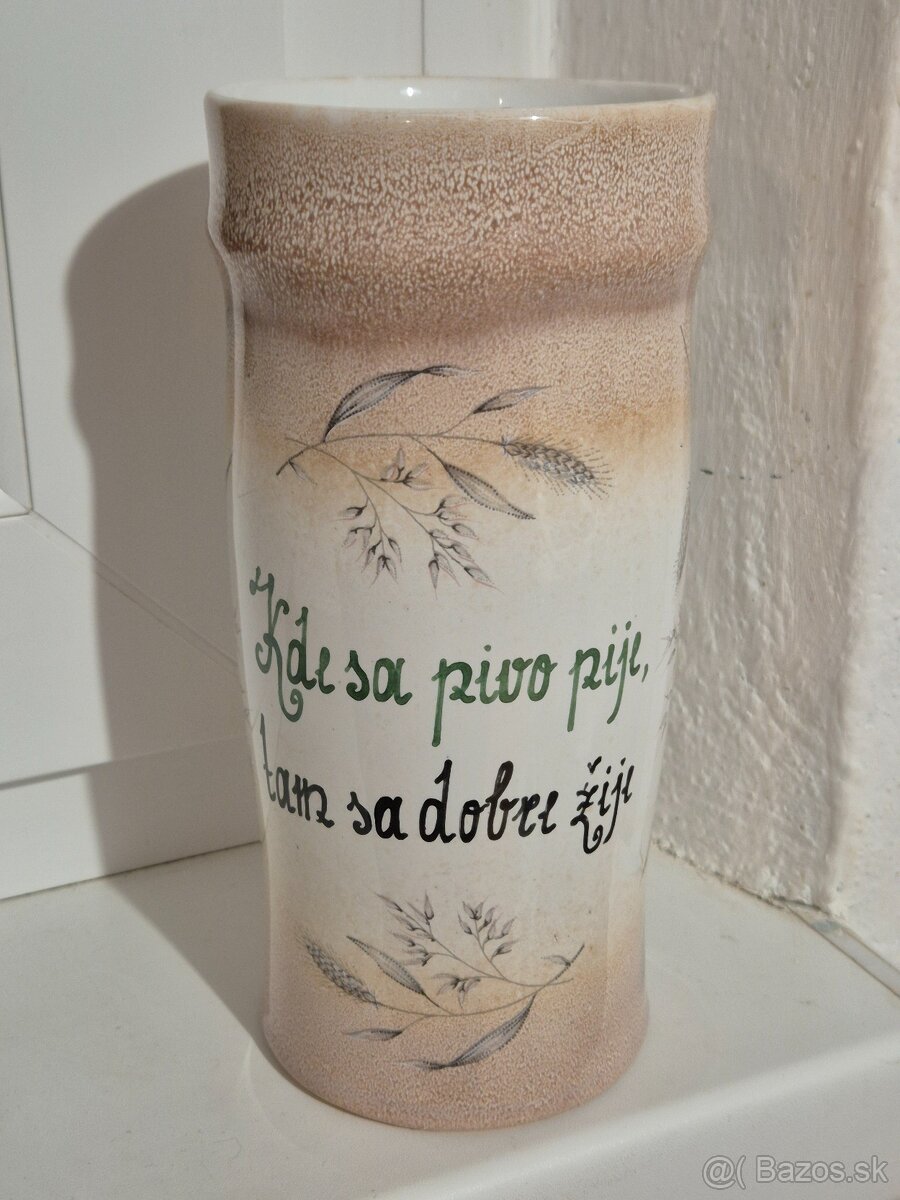 Kde sa pivo pije,
tam sa dobre žije
@( Bazos.sk